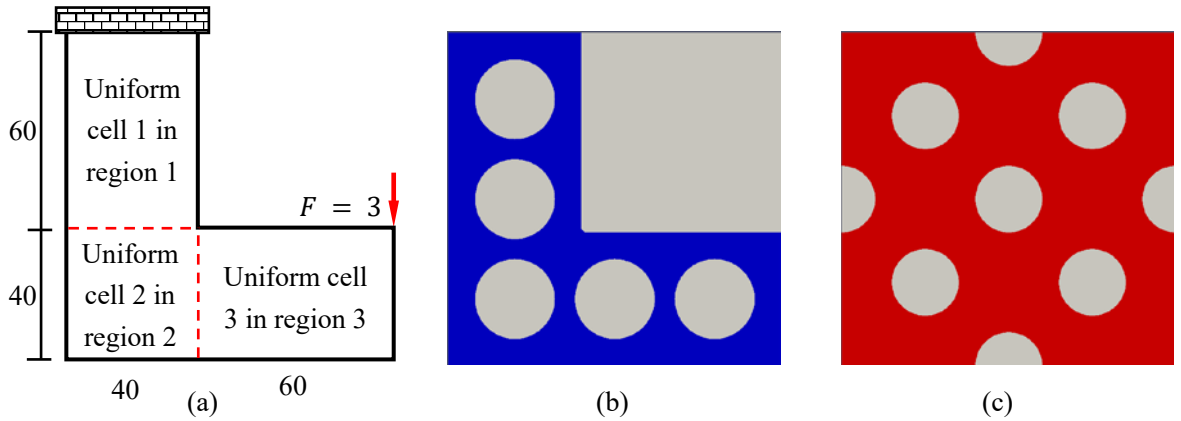 60
Uniform
cell 1 in
region 1
F = 3
40
Uniform
cell 2 in
region 2
Uniform cell
3 in region 3
40
60
(a)
(b)
(c)